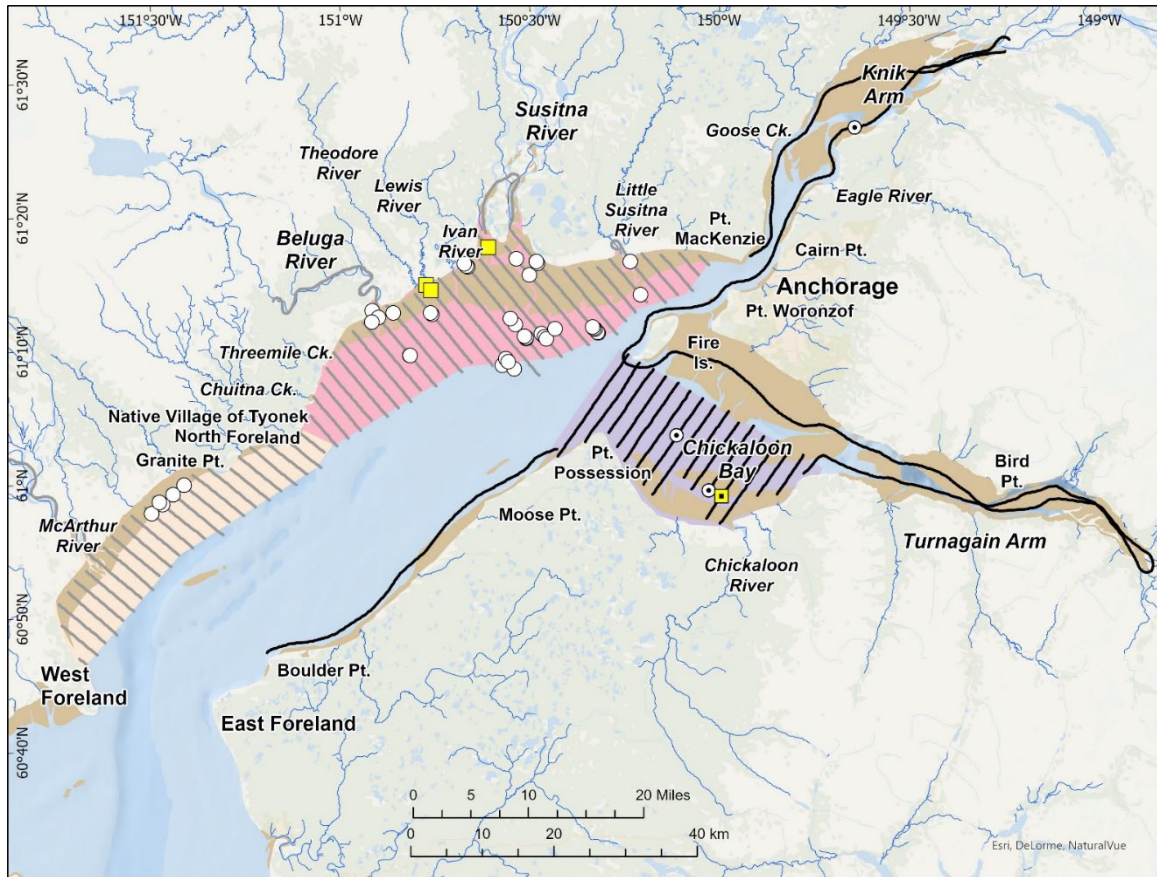 151°30'W
151°W
150°30'W
150°W
149°30'W
149°W
61°30'N
61°20'N
61°10'N
61°N
60°50'N
60°40'N
Knik
Arm
Goose Ck.
Susitna
River
Theodore
River
Lewis
River
Eagle River
Little
Susitna
River
Ivan
River
Pt.
MacKenzie
Beluga
River
Cairn Pt.
Anchorage
Pt. Woronzof
Threemile Ck.
Fire
Is.
Chuitna Ck.
Native Village of Tyonek
North Foreland
Granite Pt.
Pt.
Possession
Chickaloon
Bay
Bird
Pt.
McArthur
River
Moose Pt.
Turnagain Arm
Chickaloon
River
West
Foreland
Boulder Pt.
East Foreland
0 5 10 20 Miles
0 10 20 40 km
Esri, DeLorme, NaturalVue